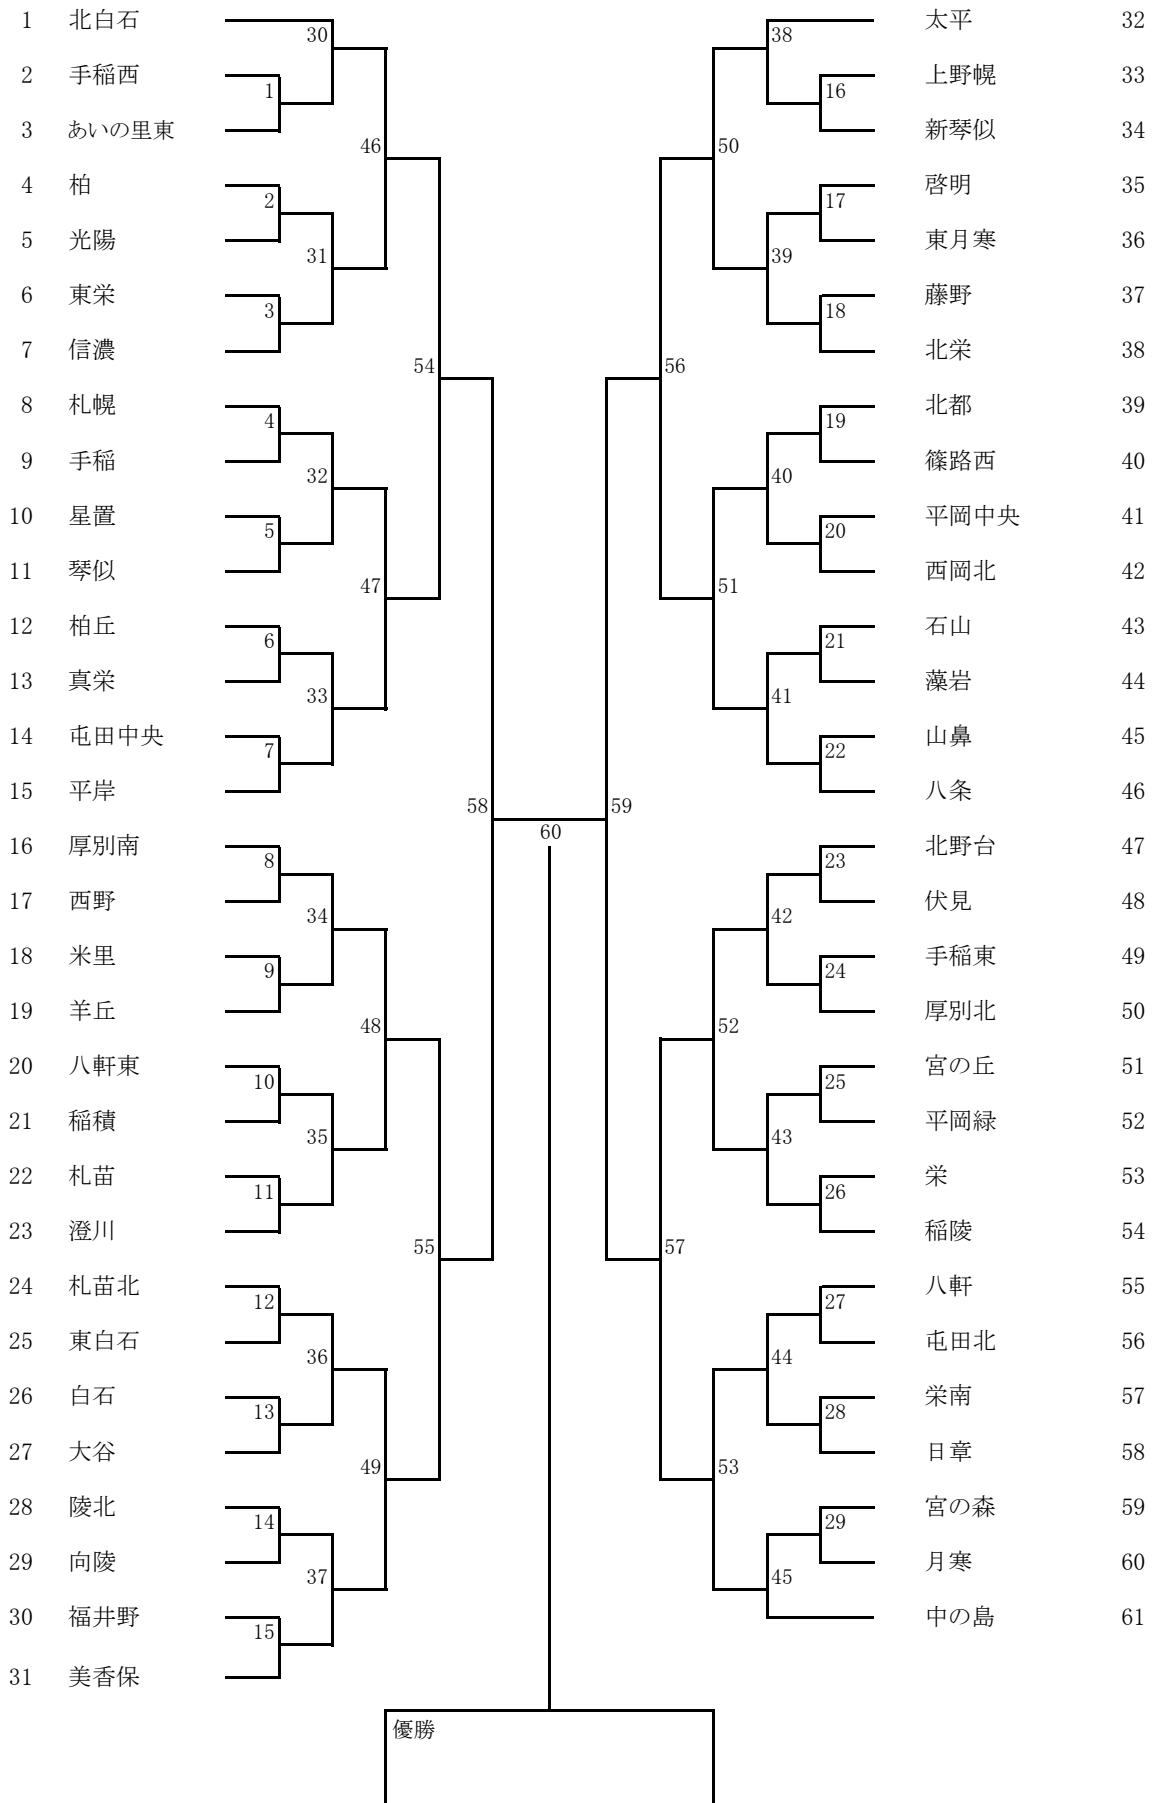 1 北白石 30 38 太平 32
2 手稲西 1 16 上野幌 33
3 あいの里東 46 50 新琴似 34
4 柏 2 17 啓明 35
5 光陽 31 39 東月寒 36
6 東栄 3 18 藤野 37
7 信濃 54 56 北栄 38
8 札幌 4 19 北都 39
9 手稲 32 40 篠路西 40
10 星置 5 20 平岡中央 41
11 琴似 47 51 西岡北 42
12 柏丘 6 21 石山 43
13 真栄 33 41 藻岩 44
14 屯田中央 7 22 山鼻 45
15 平岸 58 59 八条 46
60
16 厚別南 8 23 北野台 47
17 西野 34 42 伏見 48
18 米里 9 24 手稲東 49
19 羊丘 48 52 厚別北 50
20 八軒東 10 25 宮の丘 51
21 稲積 35 43 平岡緑 52
22 札苗 11 26 栄 53
23 澄川 55 57 稲陵 54
24 札苗北 12 27 八軒 55
25 東白石 36 44 屯田北 56
26 白石 13 28 栄南 57
27 大谷 49 53 日章 58
28 陵北 14 29 宮の森 59
29 向陵 37 45 月寒 60
30 福井野 15 中の島 61
31 美香保
優勝